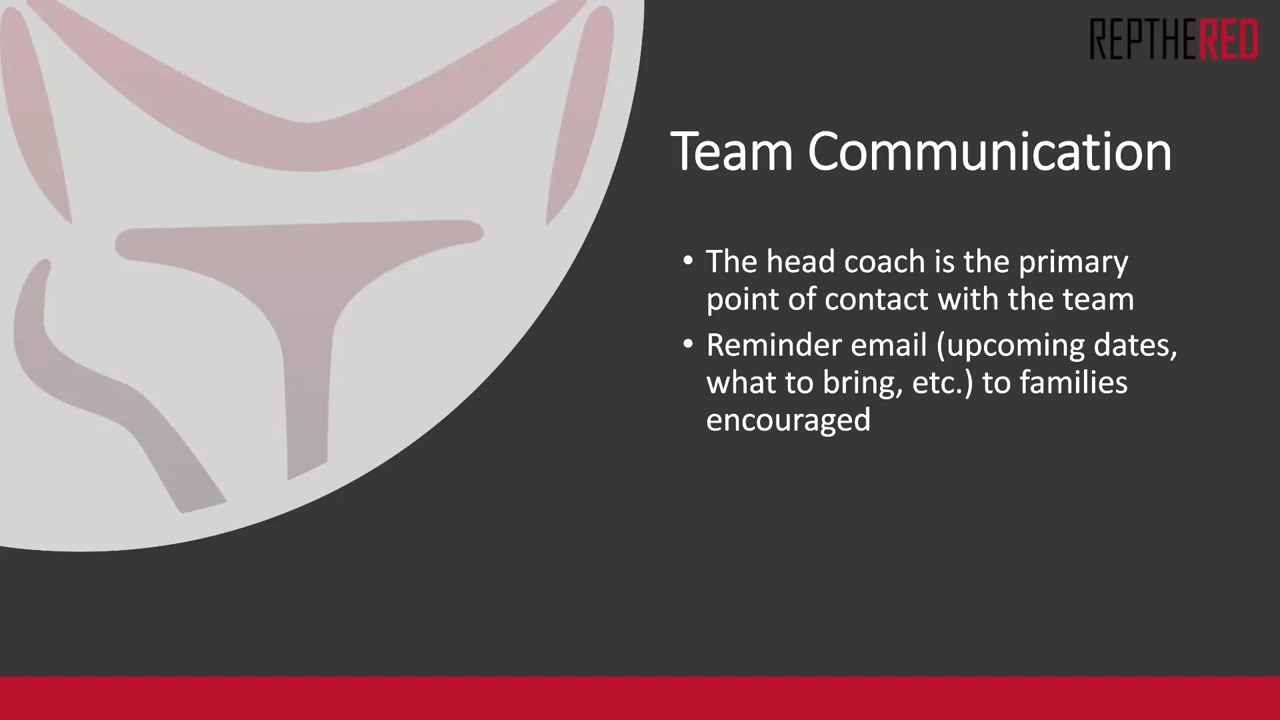 REPTHERED
Team Communication
• The head coach is the primary
point of contact with the team
• Reminder email (upcoming dates,
what to bring, etc.) to families
encouraged